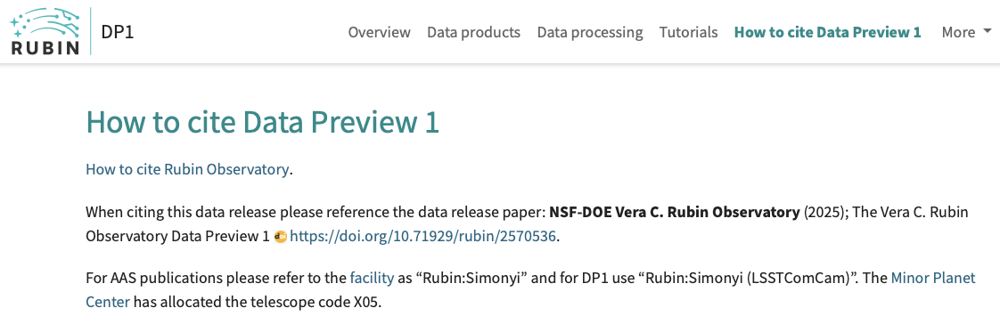 RUBIN
DP1
Overview
Data products
Data processing
Tutorials
How to cite Data Preview 1
More
How to cite Data Preview 1
How to cite Rubin Observatory.
When citing this data release please reference the data release paper: NSF-DOE Vera C. Rubin Observatory (2025); The Vera C. Rubin
Observatory Data Preview 1 https://doi.org/10.71929/rubin/2570536.
For AAS publications please refer to the facility as “Rubin:Simonyi” and for DP1 use “Rubin:Simonyi (LSSTComCam)”. The Minor Planet
Center has allocated the telescope code X05.